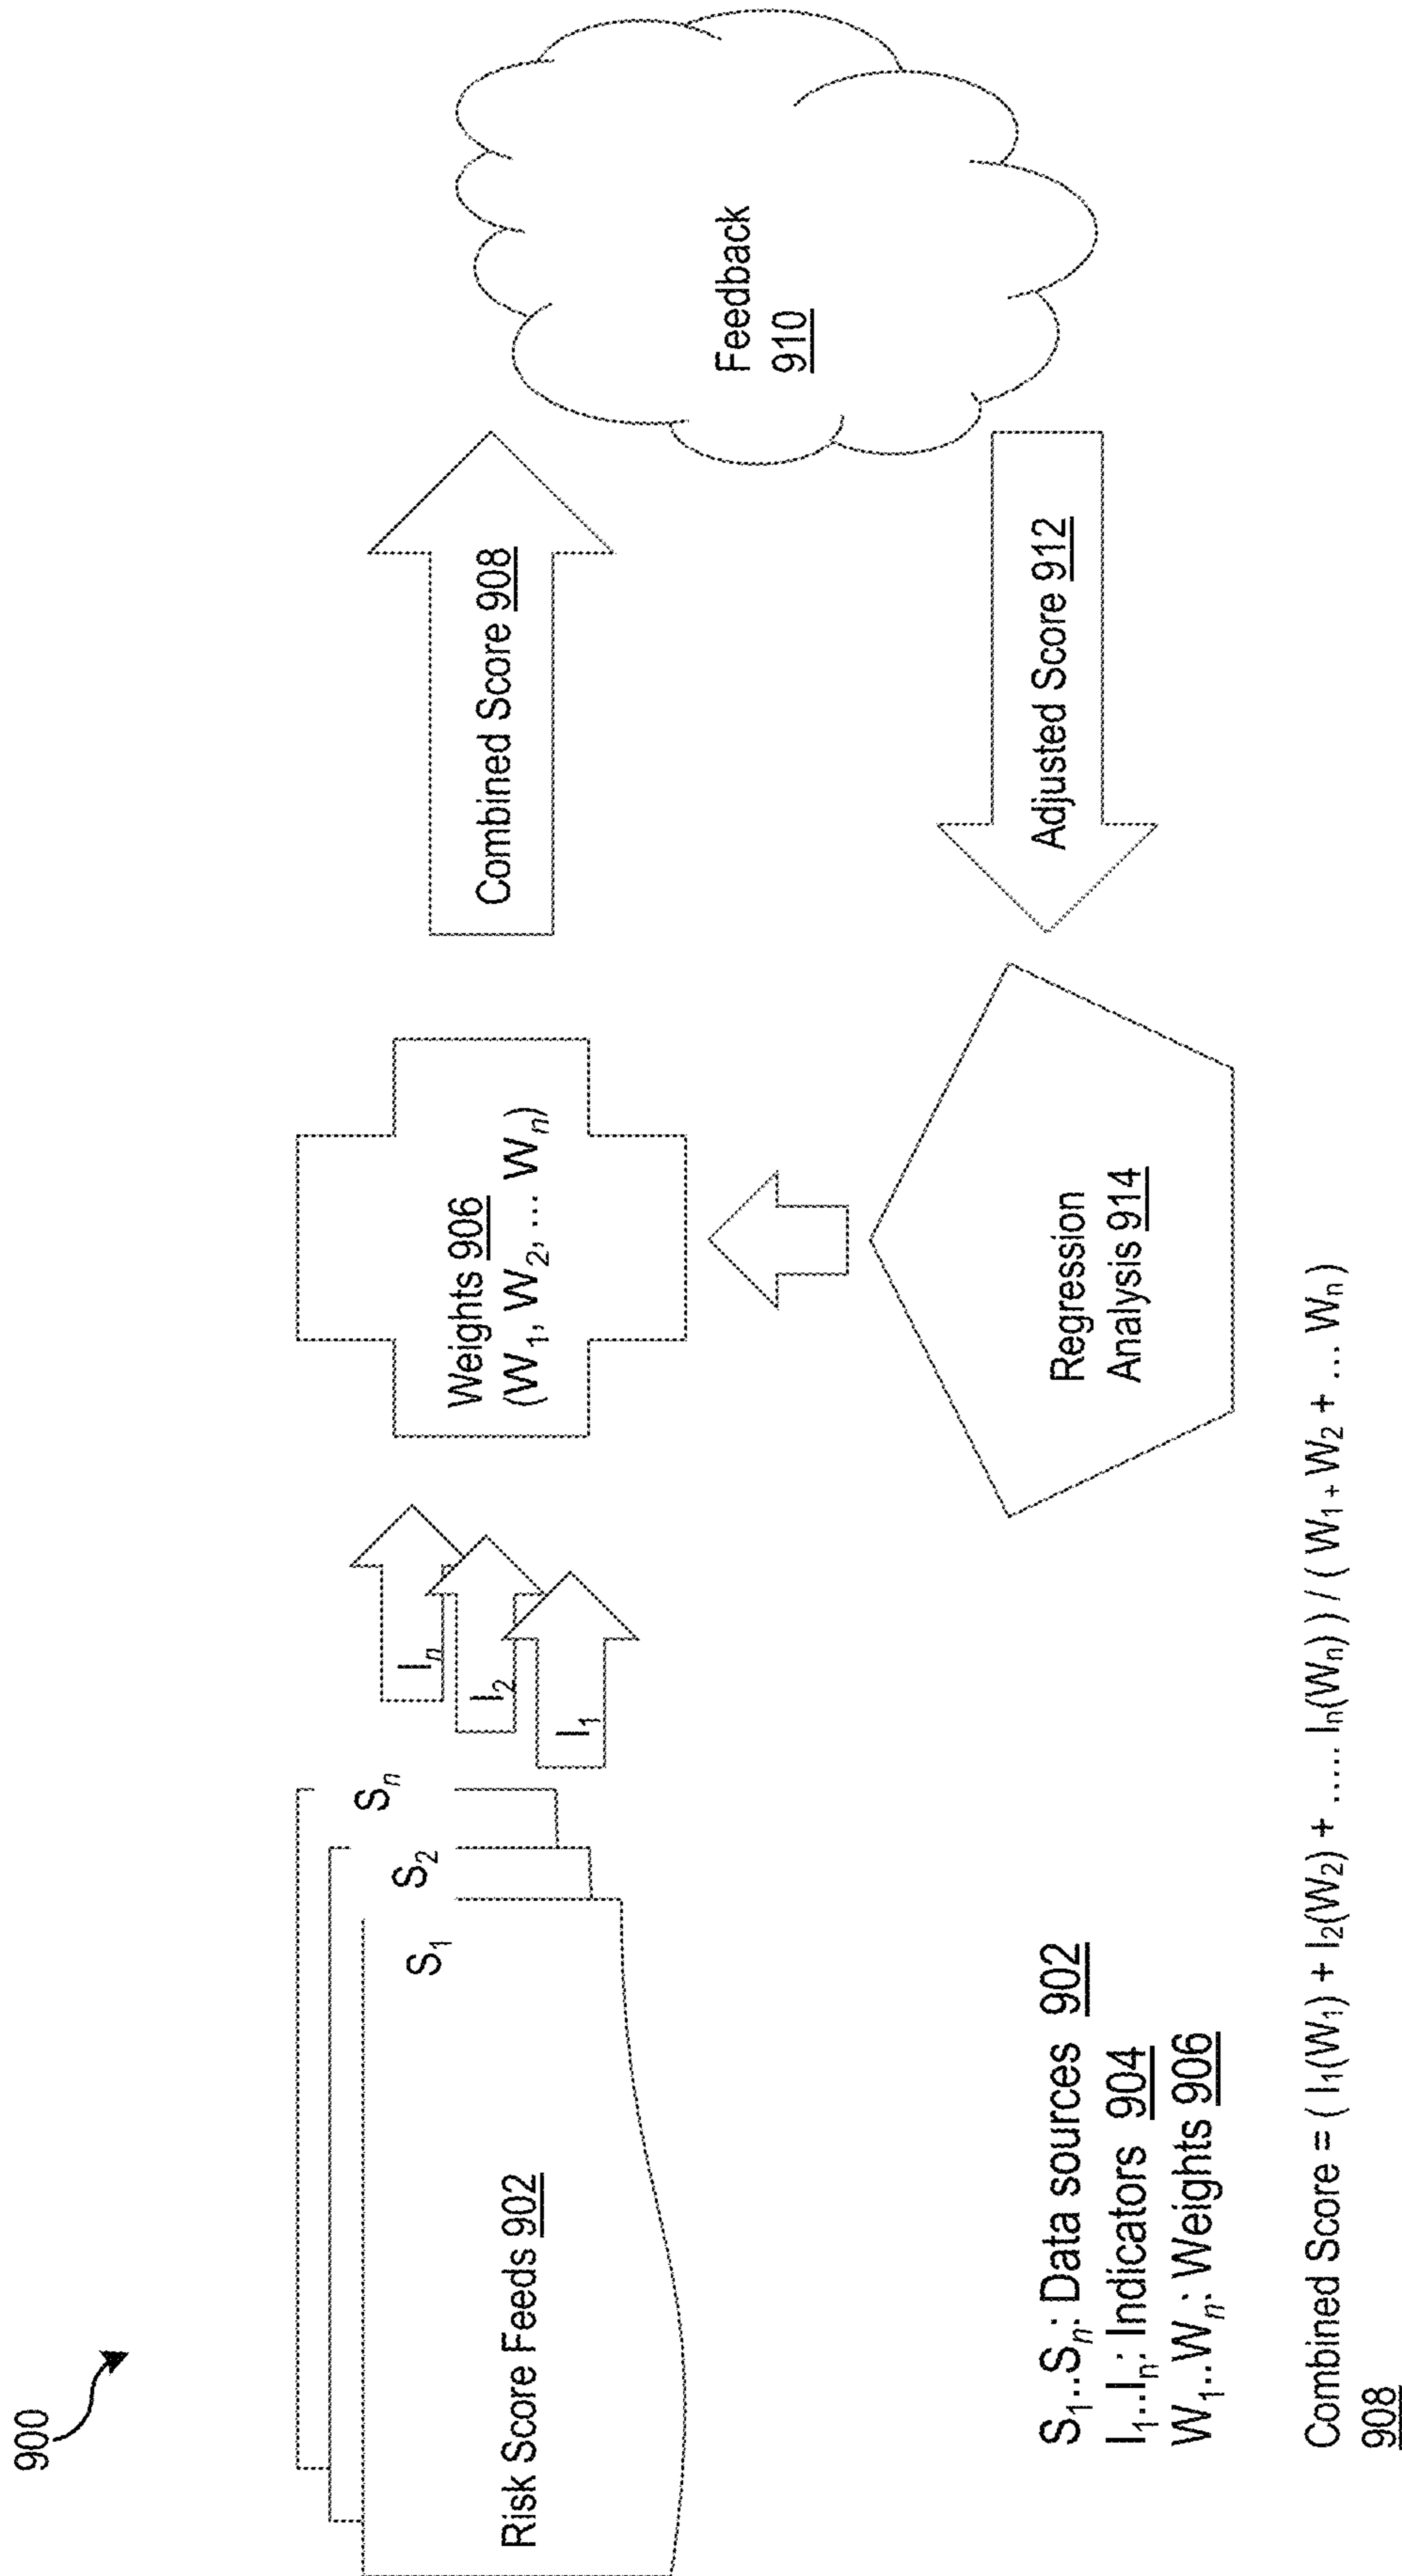 900
Risk Score Feeds 902
S1
S2
Sn
I1
I2
In
Weights 906
(W1, W2,... Wn)
Combined Score 908
Feedback
910
Adjusted Score 912
Regression
Analysis 914
S1..Sn: Data sources 902
I1..In: Indicators 904
W1..Wn: Weights 906
Combined Score = ( I1(W1) + I2(W2) + ..... In(Wn) ) / ( W1 + W2 + ... Wn)
908